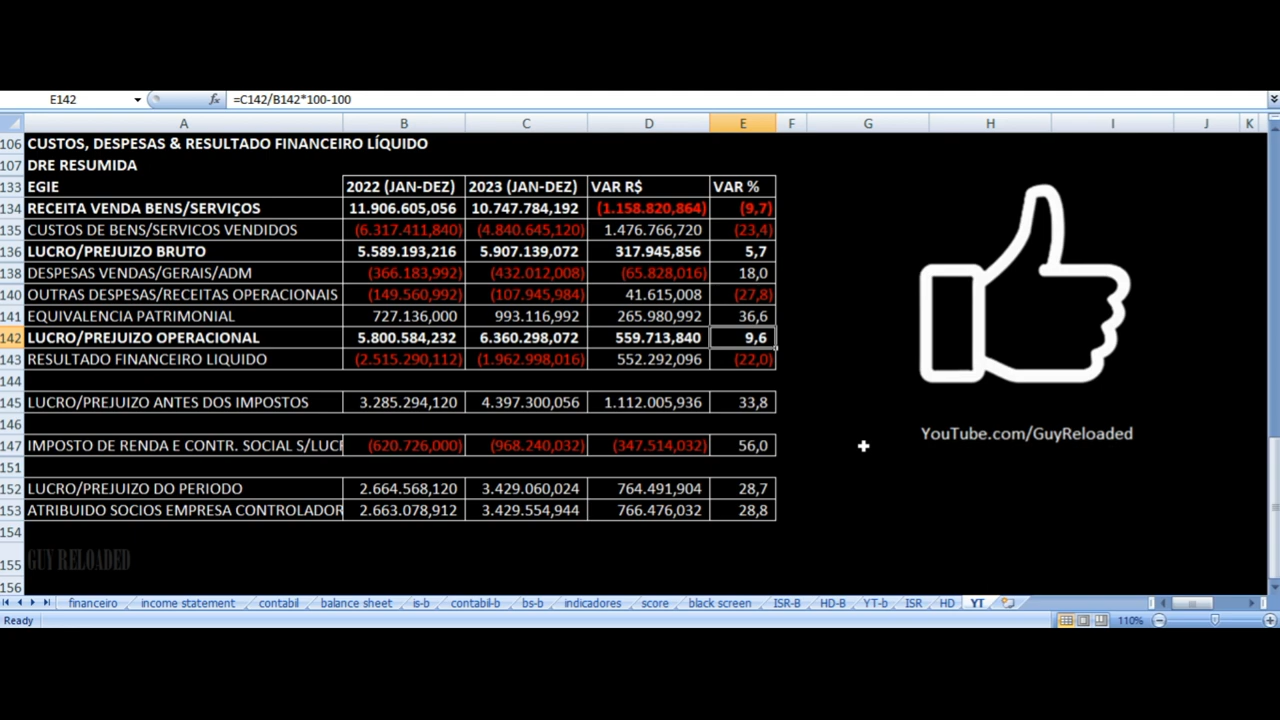 E142 fx =C142/B142*100-100
A B C D E F G H I J K
106 CUSTOS, DESPESAS & RESULTADO FINANCEIRO LÍQUIDO
107 DRE RESUMIDA
133 EGIE 2022 (JAN-DEZ) 2023 (JAN-DEZ) VAR R$ VAR %
134 RECEITA VENDA BENS/SERVIÇOS 11.906.605,056 10.747.784,192 (1.158.820,864) (9,7)
135 CUSTOS DE BENS/SERVICOS VENDIDOS (6.317.411,840) (4.840.645,120) 1.476.766,720 (23,4)
136 LUCRO/PREJUIZO BRUTO 5.589.193,216 5.907.139,072 317.945,856 5,7
138 DESPESAS VENDAS/GERAIS/ADM (366.183,992) (432.012,008) (65.828,016) 18,0
140 OUTRAS DESPESAS/RECEITAS OPERACIONAIS (149.560,992) (107.945,984) 41.615,008 (27,8)
141 EQUIVALENCIA PATRIMONIAL 727.136,000 993.116,992 265.980,992 36,6
142 LUCRO/PREJUIZO OPERACIONAL 5.800.584,232 6.360.298,072 559.713,840 9,6
143 RESULTADO FINANCEIRO LIQUIDO (2.515.290,112) (1.962.998,016) 552.292,096 (22,0)
144
145 LUCRO/PREJUIZO ANTES DOS IMPOSTOS 3.285.294,120 4.397.300,056 1.112.005,936 33,8
146
YouTube.com/GuyReloaded
147 IMPOSTO DE RENDA E CONTR. SOCIAL S/LUCR (620.726,000) (968.240,032) (347.514,032) 56,0
151
152 LUCRO/PREJUIZO DO PERIODO 2.664.568,120 3.429.060,024 764.491,904 28,7
153 ATRIBUIDO SOCIOS EMPRESA CONTROLADOR 2.663.078,912 3.429.554,944 766.476,032 28,8
154
155 GUY RELOADED
156
financeiro income statement contabil balance sheet is-b contabil-b bs-b indicadores score black screen ISR-B HD-B YT-b ISR HD YT
Ready 110%